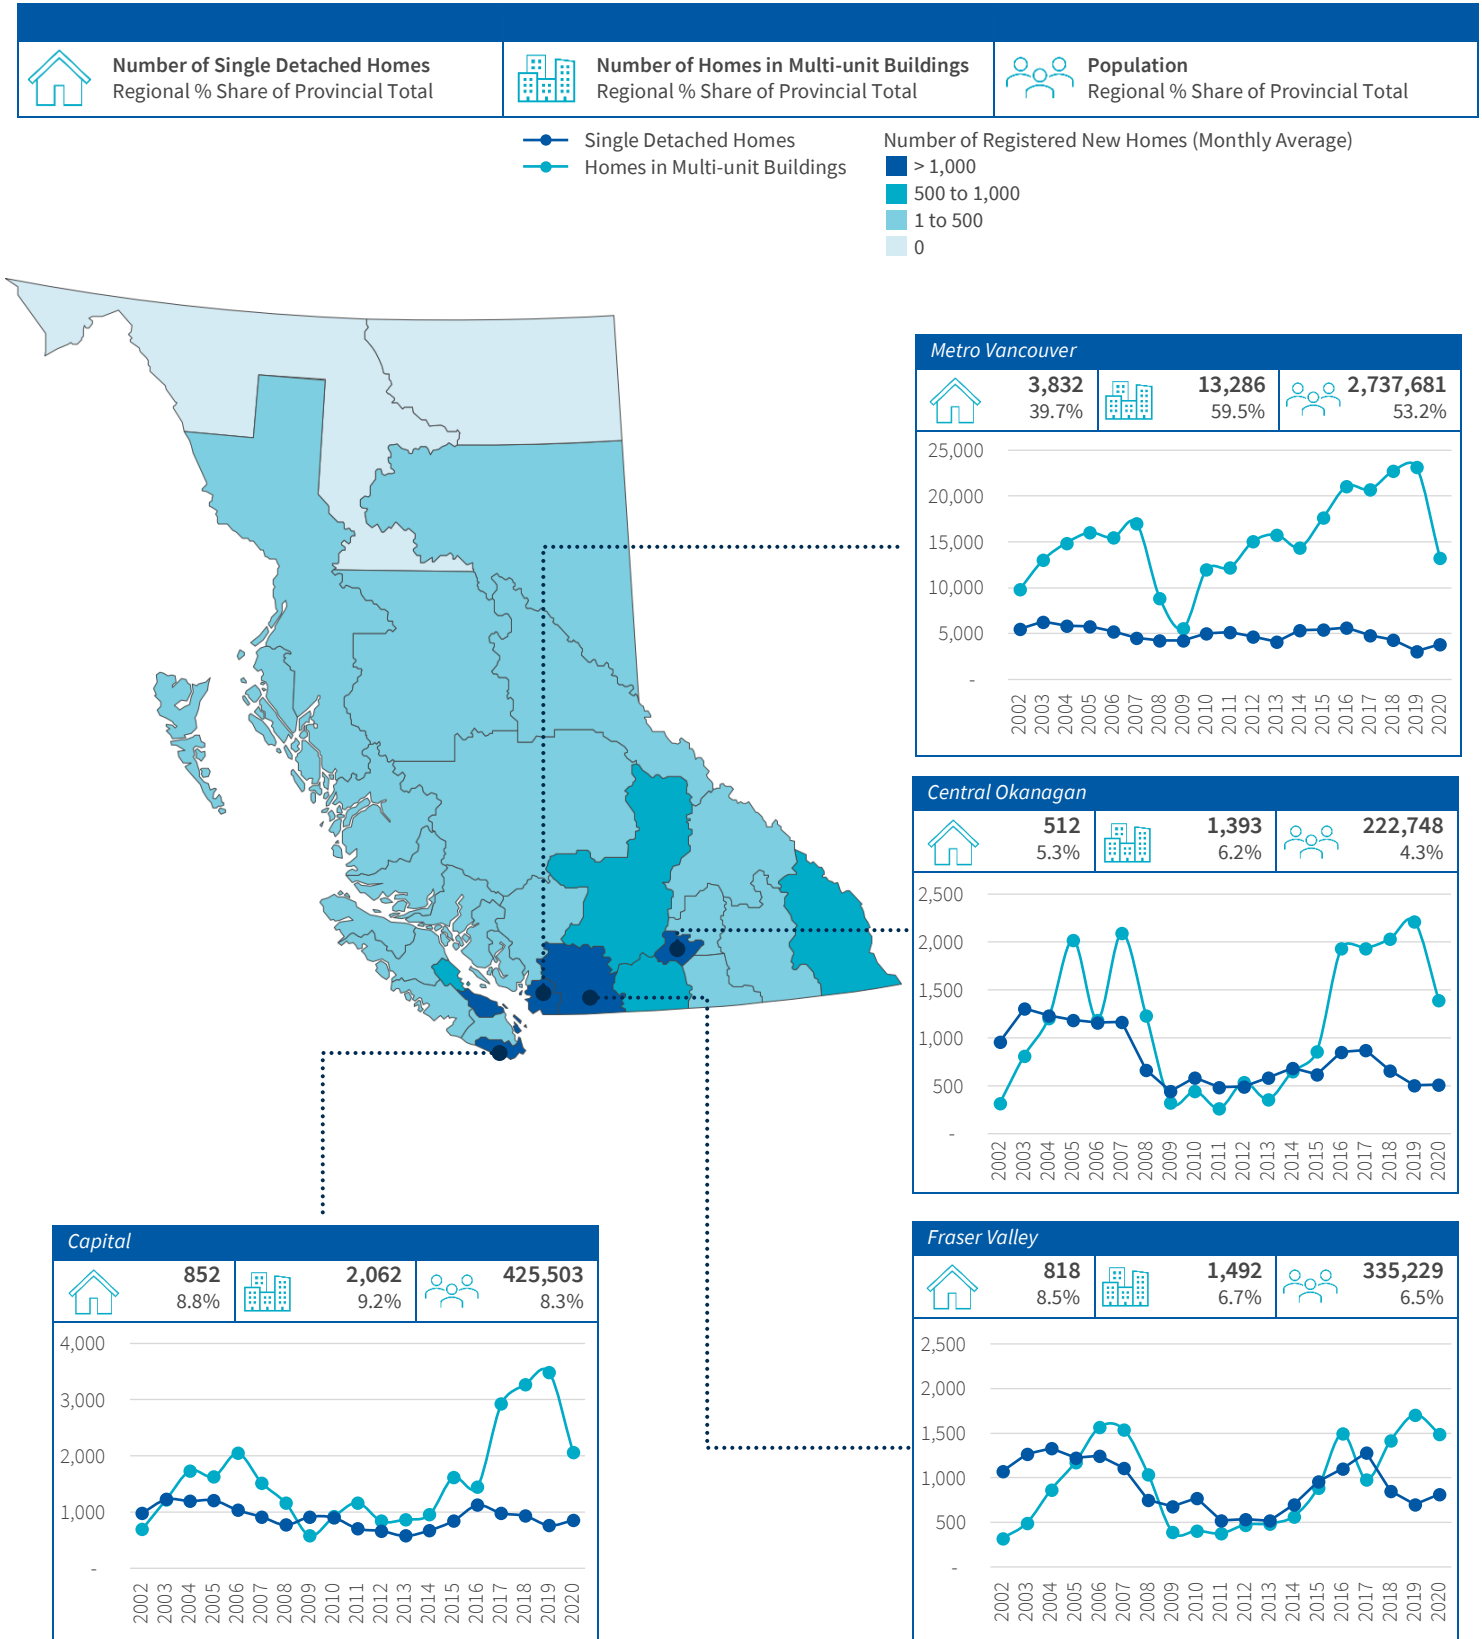 Number of Single Detached Homes
Regional % Share of Provincial Total
Number of Homes in Multi-unit Buildings
Regional % Share of Provincial Total
Population
Regional % Share of Provincial Total
Single Detached Homes
Homes in Multi-unit Buildings
Number of Registered New Homes (Monthly Average)
> 1,000
500 to 1,000
1 to 500
0
Metro Vancouver
3,832
39.7%
13,286
59.5%
2,737,681
53.2%
25,000
20,000
15,000
10,000
5,000
-
2002 2003 2004 2005 2006 2007 2008 2009 2010 2011 2012 2013 2014 2015 2016 2017 2018 2019 2020
Central Okanagan
512
5.3%
1,393
6.2%
222,748
4.3%
2,500
2,000
1,500
1,000
500
-
2002 2003 2004 2005 2006 2007 2008 2009 2010 2011 2012 2013 2014 2015 2016 2017 2018 2019 2020
Capital
852
8.8%
2,062
9.2%
425,503
8.3%
4,000
3,000
2,000
1,000
-
2002 2003 2004 2005 2006 2007 2008 2009 2010 2011 2012 2013 2014 2015 2016 2017 2018 2019 2020
Fraser Valley
818
8.5%
1,492
6.7%
335,229
6.5%
2,500
2,000
1,500
1,000
500
-
2002 2003 2004 2005 2006 2007 2008 2009 2010 2011 2012 2013 2014 2015 2016 2017 2018 2019 2020